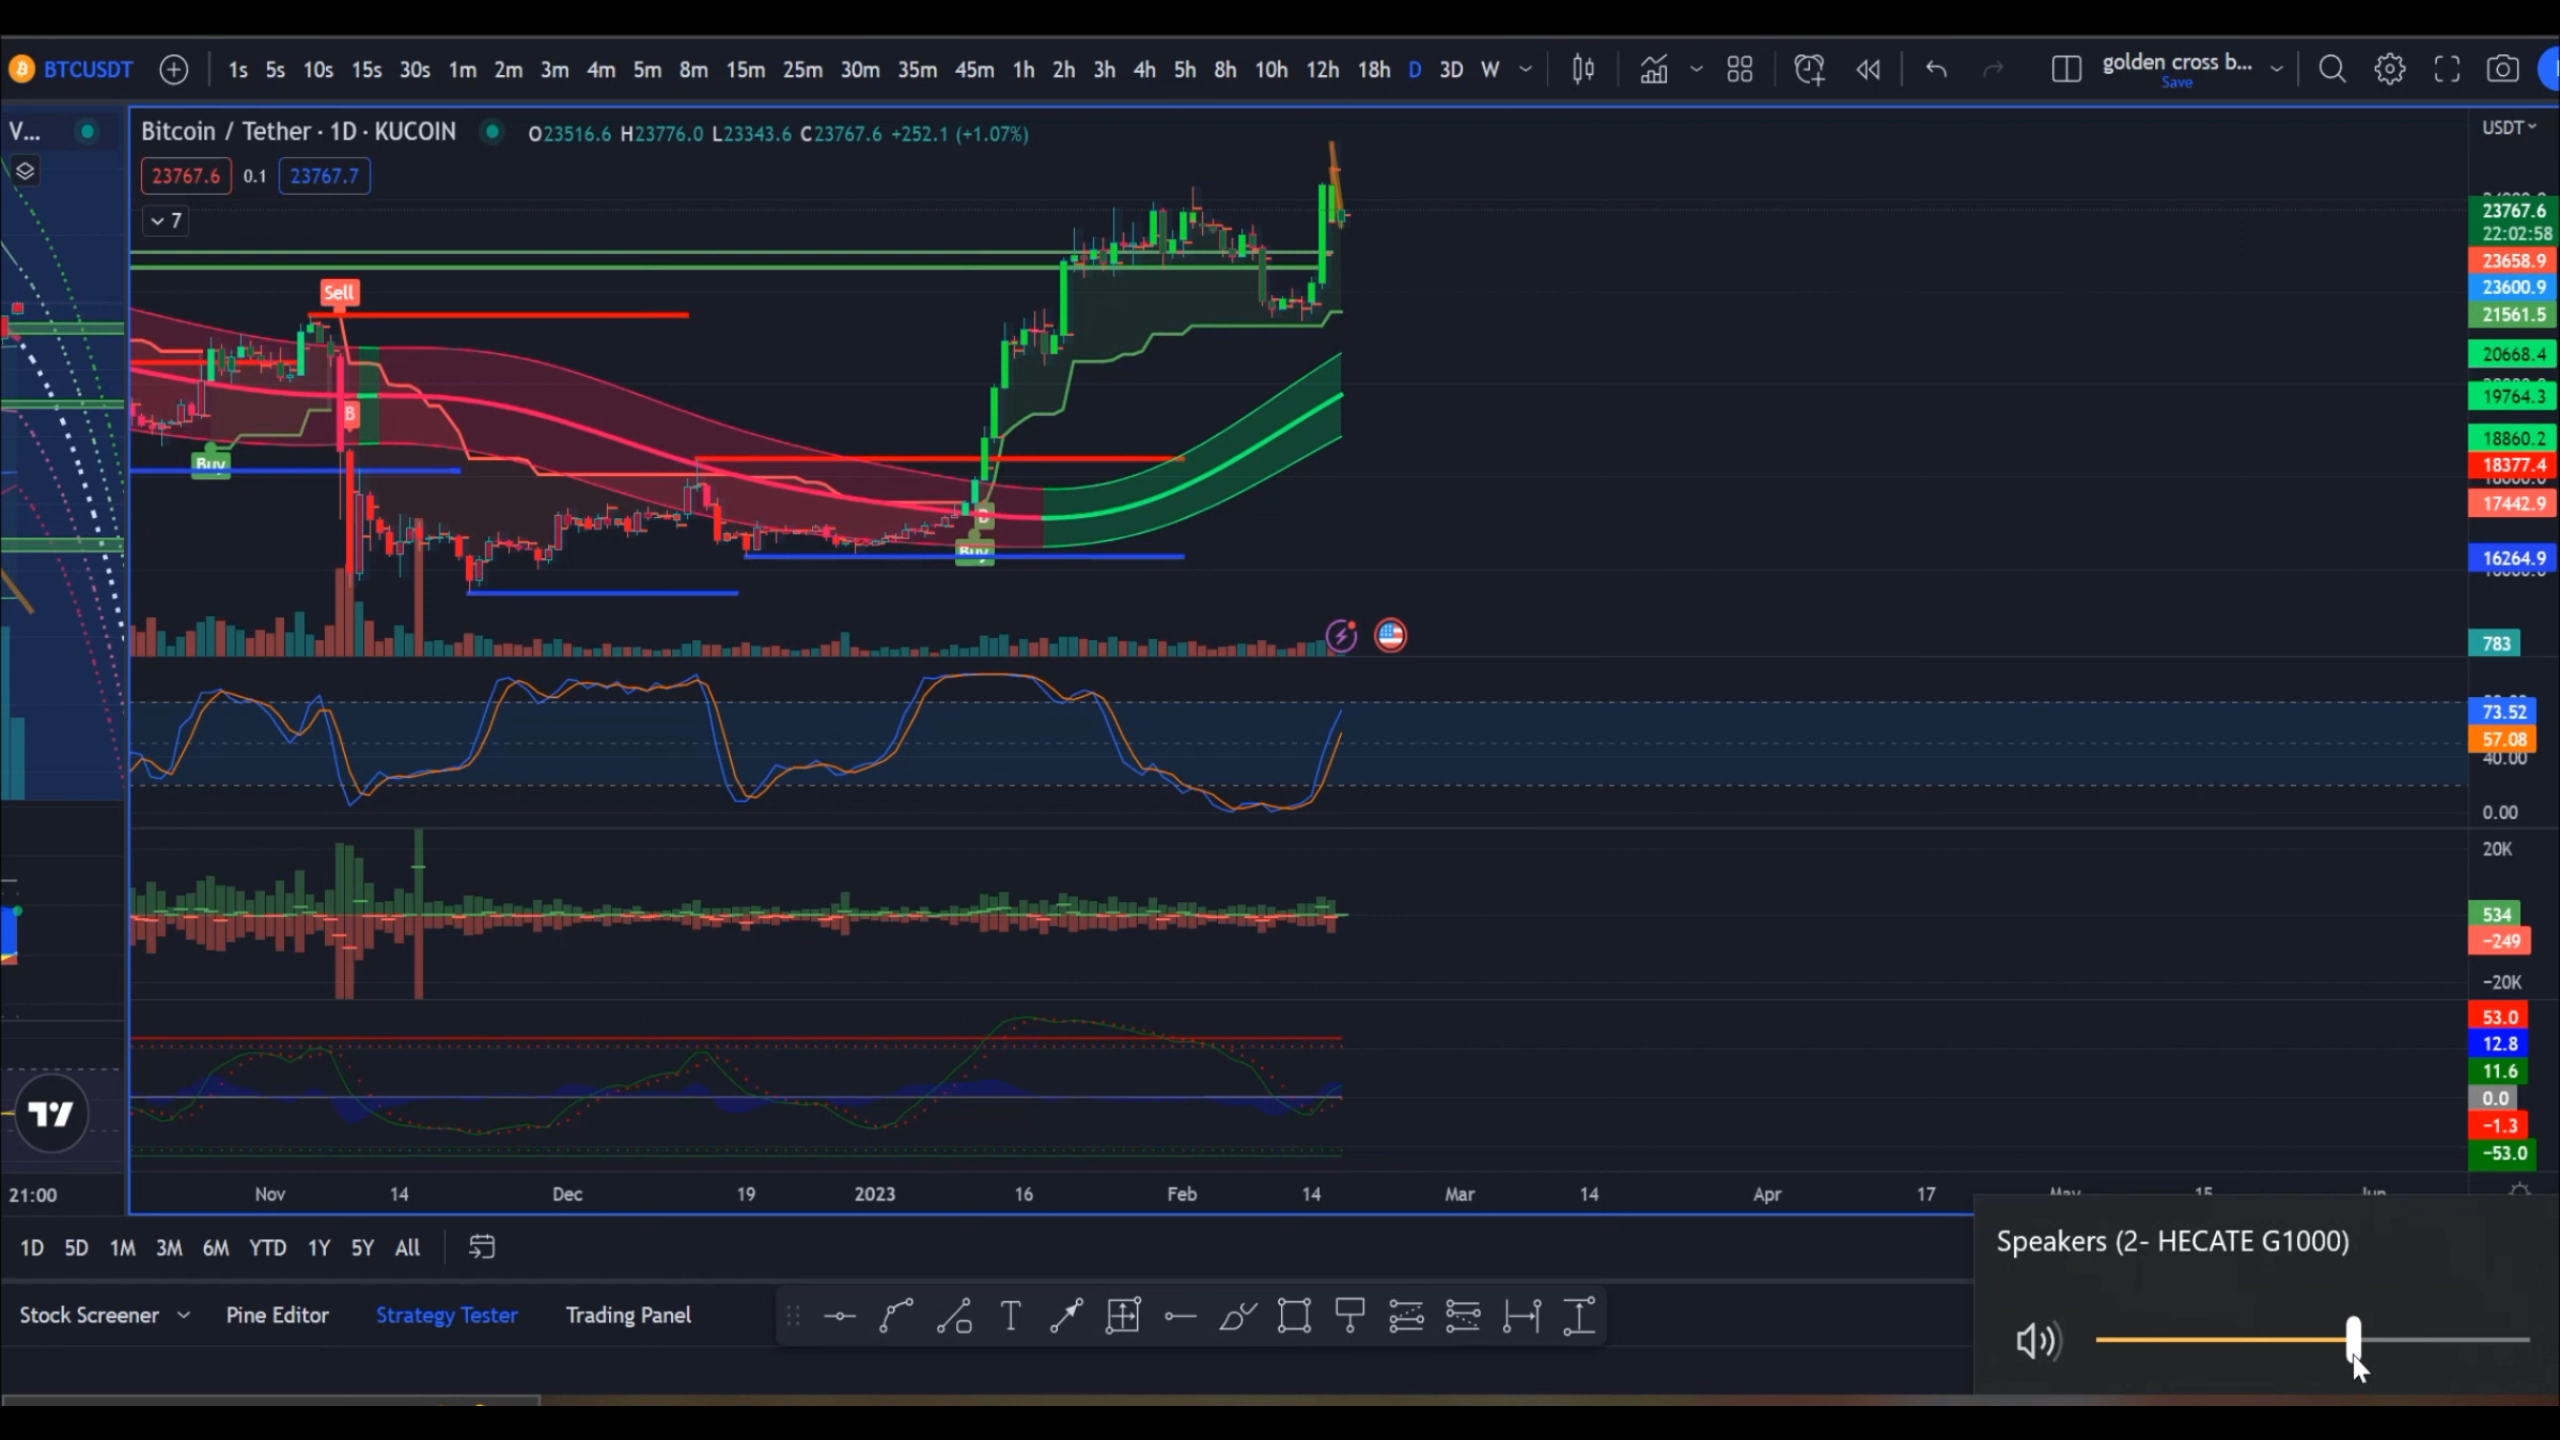 BTCUSDT 1s 5s 10s 15s 30s 1m 2m 3m 4m 5m 8m 15m 25m 30m 35m 45m 1h 2h 3h 4h 5h 8h 10h 12h 18h D 3D W golden cross b...
Save
V...
Bitcoin / Tether · 1D · KUCOIN O23516.6 H23776.0 L23343.6 C23767.6 +252.1 (+1.07%)
USDT
23767.6 0.1 23767.7
7
23767.6
22:02:58
23658.9
23600.9
21561.5
Sell
20668.4
19764.3
B
18860.2
Buy
18377.4
17442.9
B
Buy
16264.9
783
73.52
57.08
40.00
0.00
20K
534
−249
−20K
53.0
12.8
11.6
0.0
−1.3
−53.0
21:00 Nov 14 Dec 19 2023 16 Feb 14 Mar 14 Apr 17
1D 5D 1M 3M 6M YTD 1Y 5Y All
Speakers (2- HECATE G1000)
Stock Screener Pine Editor Strategy Tester Trading Panel